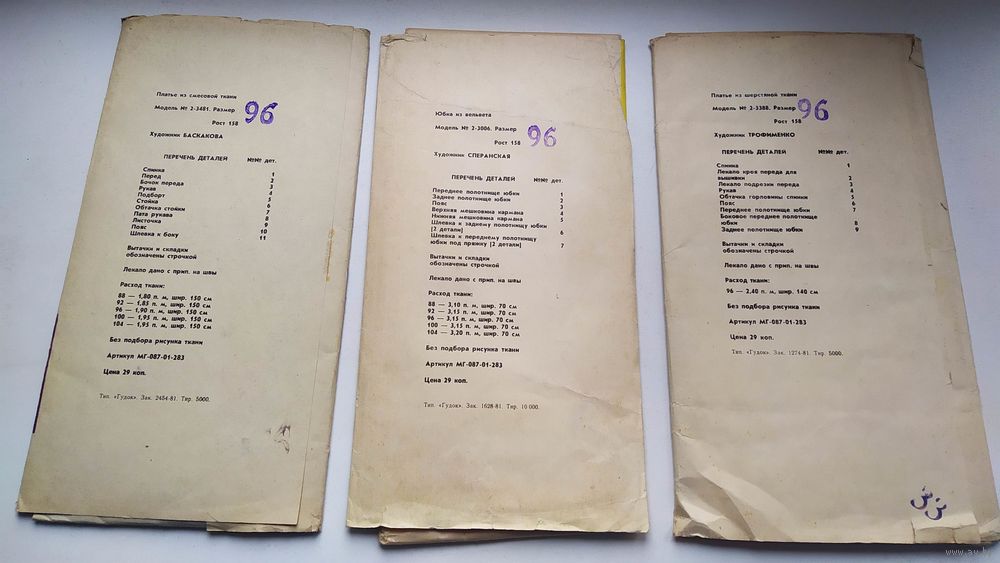 Платье из смесовой ткани
Модель № 2-3481. Размер 96
Рост 158
Художник БАСКАКОВА
ПЕРЕЧЕНЬ ДЕТАЛЕЙ №№ дет.
Спинка 1
Перед 2
Бочок переда 3
Рукав 4
Подборт 5
Стойка 6
Обтачка стойки 7
Пата рукава 8
Листочка 9
Пояс 10
Шлевка к боку 11
Вытачки и складки
обозначены строчкой
Лекало дано с прип. на швы
Расход ткани:
88 — 1,80 п. м, шир. 150 см
92 — 1,85 п. м, шир. 150 см
96 — 1,90 п. м, шир. 150 см
100 — 1,95 п. м, шир. 150 см
104 — 1,95 п. м, шир. 150 см
Без подбора рисунка ткани
Артикул МГ-087-01-283
Цена 29 коп.
Тип. «Гудок». Зак. 2454-81. Тир. 5000.
Юбка из вельвета
Модель № 2-3006. Размер 96
Рост 158
Художник СПЕРАНСКАЯ
ПЕРЕЧЕНЬ ДЕТАЛЕЙ №№ дет.
Переднее полотнище юбки 1
Заднее полотнище юбки 2
Пояс 3
Верхняя мешковина кармана 4
Нижняя мешковина кармана 5
Шлевка к заднему полотнищу юбки
[2 детали] 6
Шлевка к переднему полотнищу
юбки под пряжку [2 детали] 7
Вытачки и складки
обозначены строчкой
Лекало дано с прип. на швы
Расход ткани:
88 — 3,10 п. м, шир. 70 см
92 — 3,15 п. м, шир. 70 см
96 — 3,15 п. м, шир. 70 см
100 — 3,15 п. м, шир. 70 см
104 — 3,20 п. м, шир. 70 см
Без подбора рисунка ткани
Артикул МГ-087-01-283
Цена 29 коп.
Тип. «Гудок». Зак. 1628-81. Тир. 10 000.
Платье из шерстяной ткани
Модель № 2-3388. Размер 96
Рост 158
Художник ТРОФИМЕНКО
ПЕРЕЧЕНЬ ДЕТАЛЕЙ №№ дет.
Спинка 1
Лекало кроя переда для
вышивки 2
Лекало подрезки переда 3
Рукав 4
Обтачка горловины спинки 5
Пояс 6
Переднее полотнище юбки 7
Боковое переднее полотнище
юбки 8
Заднее полотнище юбки 9
Вытачки и складки
обозначены строчкой
Лекало дано с прип. на швы
Расход ткани:
96 — 2,40 п. м, шир. 140 см
Без подбора рисунка ткани
Артикул МГ-087-01-283
Цена 29 коп.
Тип. «Гудок». Зак. 1274-81. Тир. 5000.
33